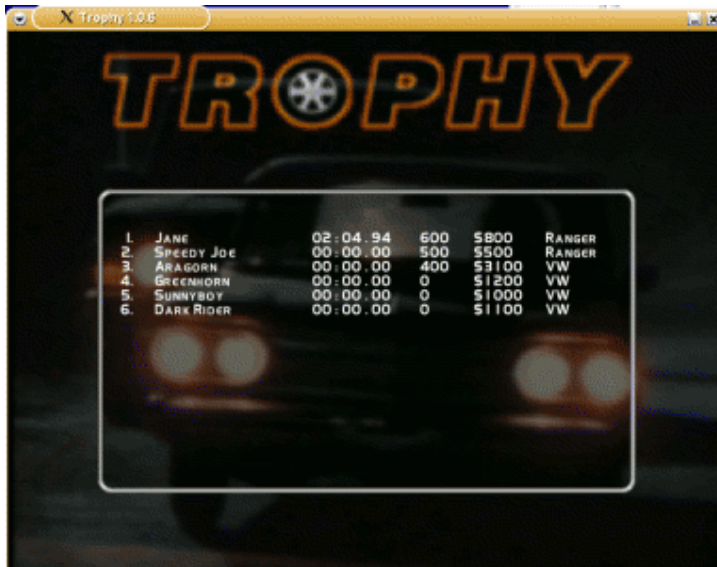 Trophy 1.0.6
TROPHY
1. JANE 02:04.94 600 $800 RANGER
2. SPEEDY JOE 00:00.00 500 $500 RANGER
3. ARAGORN 00:00.00 400 $3100 VW
4. GREENHORN 00:00.00 0 $1200 VW
5. SUNNYBOY 00:00.00 0 $1000 VW
6. DARK RIDER 00:00.00 0 $1100 VW